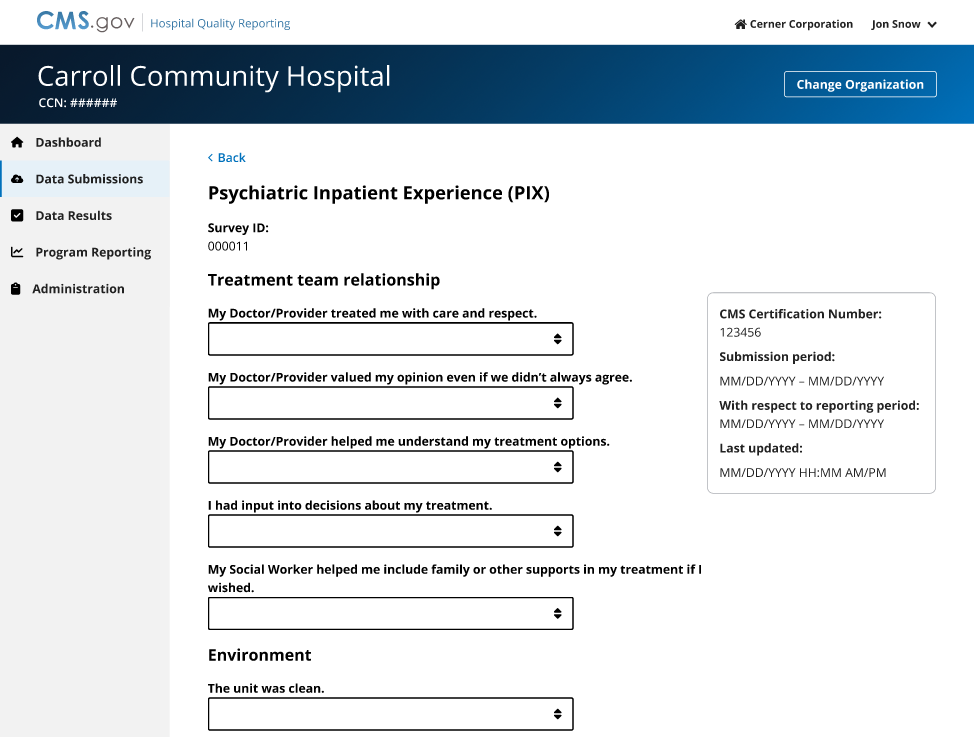 CMS.gov Hospital Quality Reporting
Cerner Corporation
Jon Snow
Carroll Community Hospital
CCN: ######
Change Organization
Dashboard
Data Submissions
Data Results
Program Reporting
Administration
Back
Psychiatric Inpatient Experience (PIX)
Survey ID:
000011
Treatment team relationship
My Doctor/Provider treated me with care and respect.
My Doctor/Provider valued my opinion even if we didn't always agree.
My Doctor/Provider helped me understand my treatment options.
I had input into decisions about my treatment.
My Social Worker helped me include family or other supports in my treatment if I
wished.
Environment
The unit was clean.
CMS Certification Number:
123456
Submission period:
MM/DD/YYYY – MM/DD/YYYY
With respect to reporting period:
MM/DD/YYYY – MM/DD/YYYY
Last updated:
MM/DD/YYYY HH:MM AM/PM